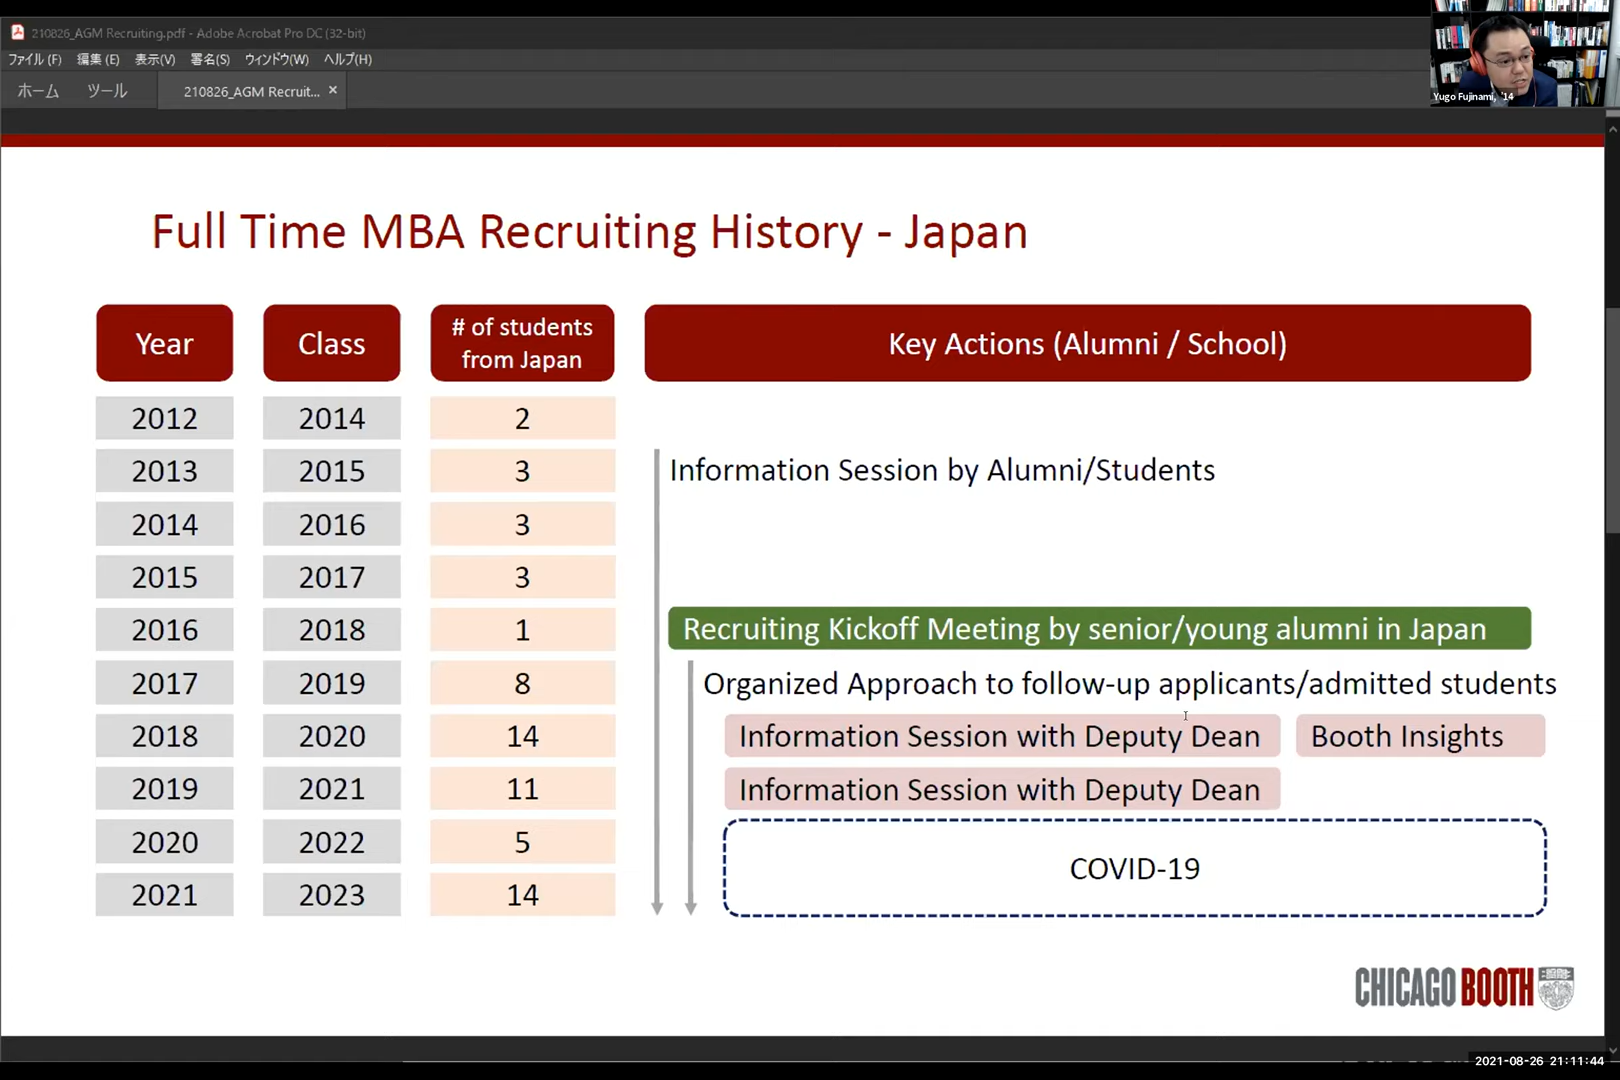 210826_AGM Recruiting.pdf - Adobe Acrobat Pro DC (32-bit)
ファイル(F) 編集(E) 表示(V) 署名(S) ウィンドウ(W) ヘルプ(H)
ホーム ツール 210826_AGM Recruit... ×
Yugo Fujinami, '14
Full Time MBA Recruiting History - Japan
Year Class # of students from Japan Key Actions (Alumni / School)
2012 2014 2
2013 2015 3 Information Session by Alumni/Students
2014 2016 3
2015 2017 3
2016 2018 1 Recruiting Kickoff Meeting by senior/young alumni in Japan
2017 2019 8 Organized Approach to follow-up applicants/admitted students
2018 2020 14 Information Session with Deputy Dean Booth Insights
2019 2021 11 Information Session with Deputy Dean
2020 2022 5 COVID-19
2021 2023 14
CHICAGO BOOTH
2021-08-26 21:11:44